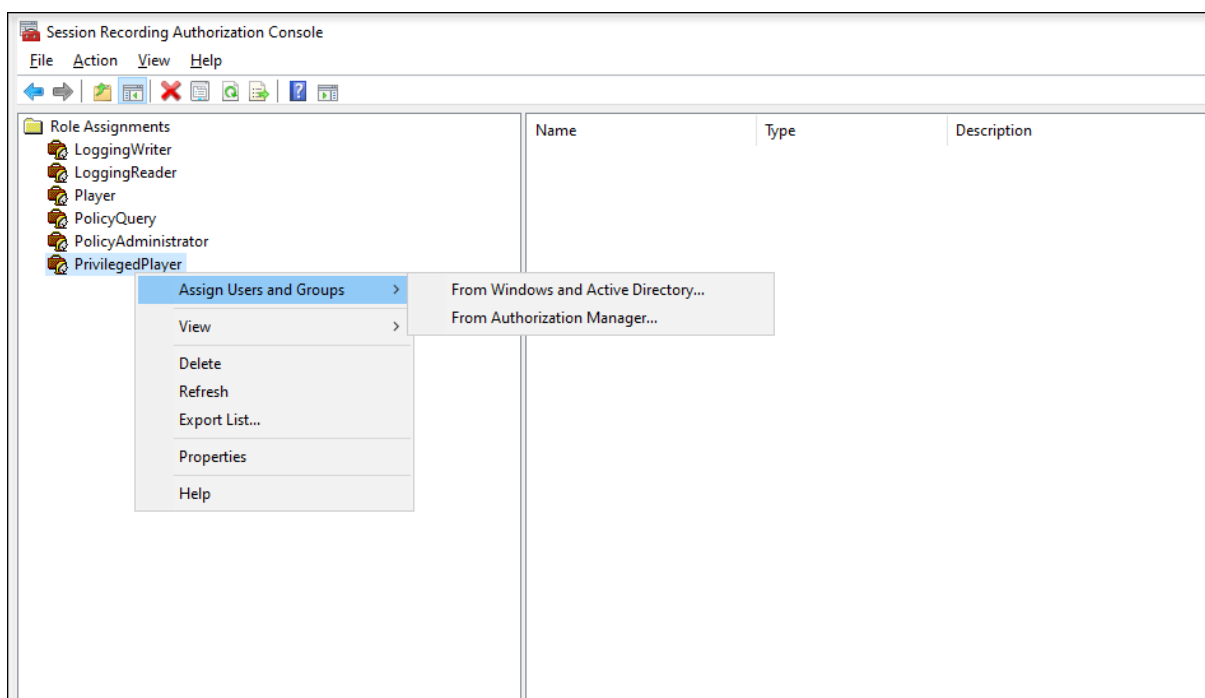 Session Recording Authorization Console
File Action View Help
Role Assignments
LoggingWriter
LoggingReader
Player
PolicyQuery
PolicyAdministrator
PrivilegedPlayer
Name Type Description
Assign Users and Groups
View
Delete
Refresh
Export List...
Properties
Help
From Windows and Active Directory...
From Authorization Manager...